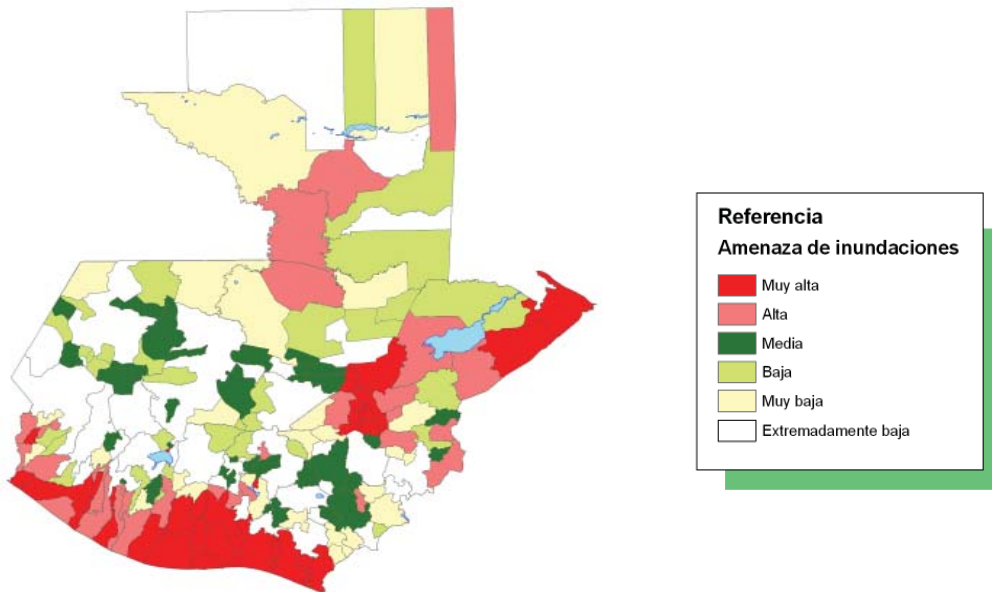 Referencia
Amenaza de inundaciones
Muy alta
Alta
Media
Baja
Muy baja
Extremadamente baja